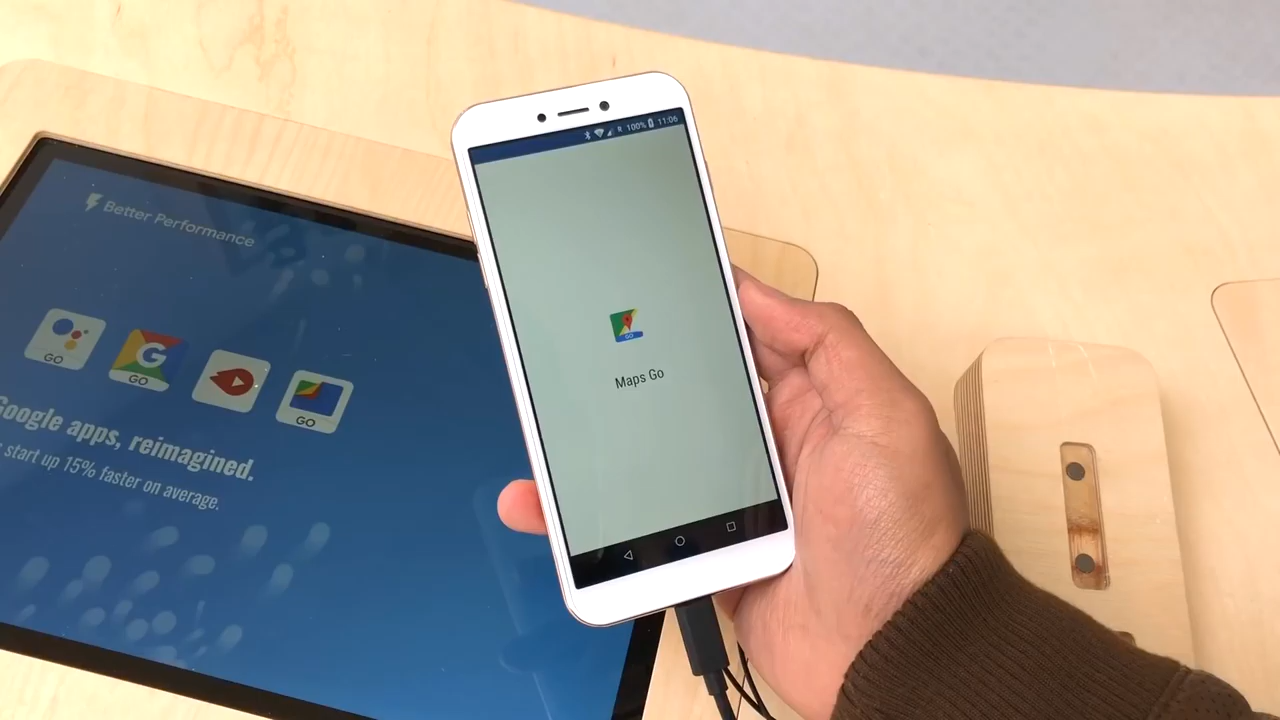 R 100% 11:06
GO
Maps Go
Better Performance
GO
G
GO
GO
Google apps, reimagined.
start up 15% faster on average.